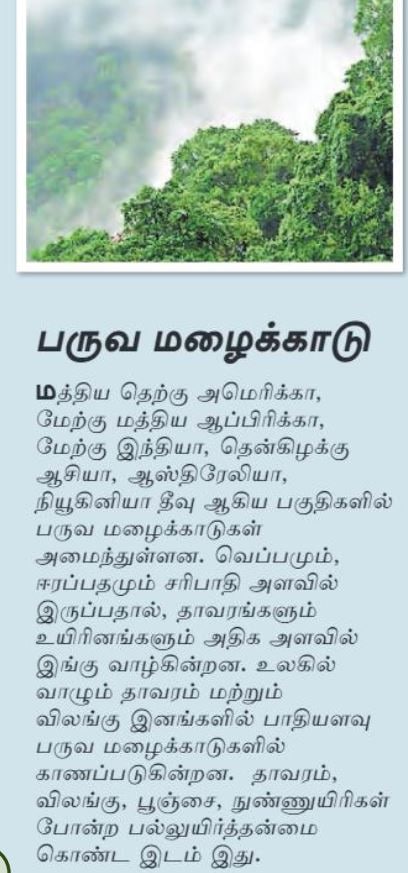 பருவ மழைக்காடு
மத்திய தெற்கு அமெரிக்கா,
மேற்கு மத்திய ஆப்பிரிக்கா,
மேற்கு இந்தியா, தென்கிழக்கு
ஆசியா, ஆஸ்திரேலியா,
நியூகினியா தீவு ஆகிய பகுதிகளில்
பருவ மழைக்காடுகள்
அமைந்துள்ளன. வெப்பமும்,
ஈரப்பதமும் சரிபாதி அளவில்
இருப்பதால், தாவரங்களும்
உயிரினங்களும் அதிக அளவில்
இங்கு வாழ்கின்றன. உலகில்
வாழும் தாவரம் மற்றும்
விலங்கு இனங்களில் பாதியளவு
பருவ மழைக்காடுகளில்
காணப்படுகின்றன. தாவரம்,
விலங்கு, பூஞ்சை, நுண்ணுயிரிகள்
போன்ற பல்லுயிர்த்தன்மை
கொண்ட இடம் இது.